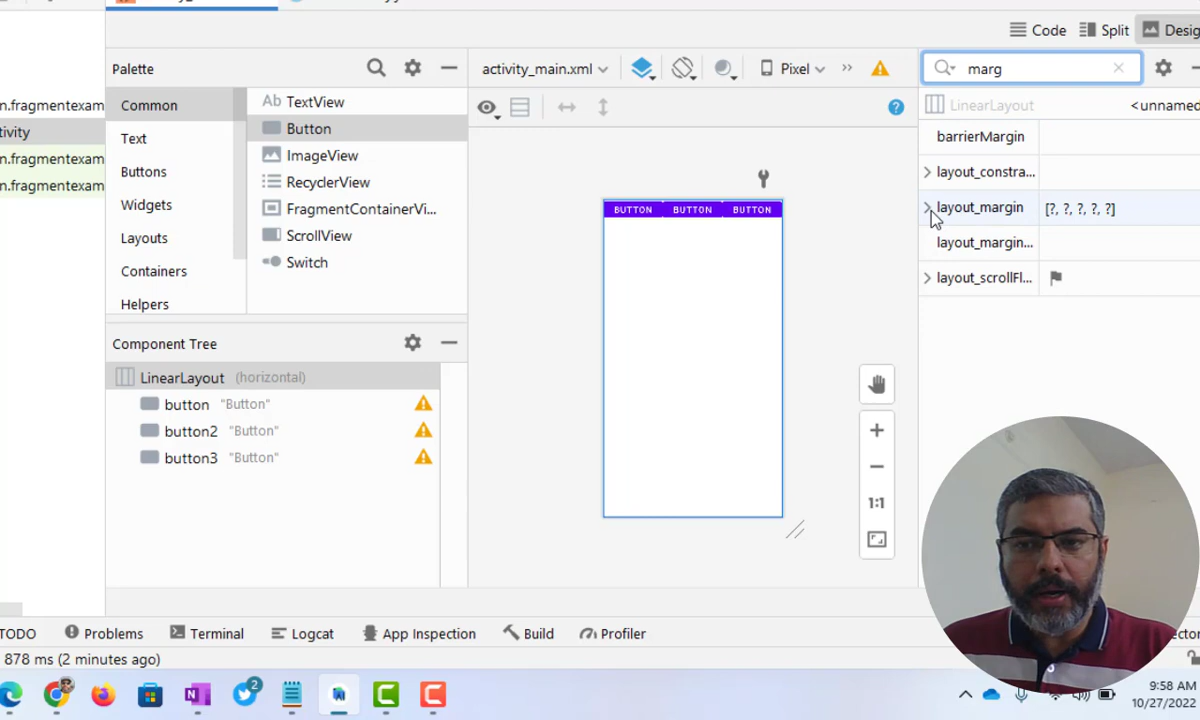 Code
Split
Desig
Palette
activity_main.xml
Pixel
marg
n.fragmentexam
tivity
n.fragmentexam
n.fragmentexam
Common
Text
Buttons
Widgets
Layouts
Containers
Helpers
Ab TextView
Button
ImageView
RecyclerView
FragmentContainerVi...
ScrollView
Switch
LinearLayout <unnamed
barrierMargin
layout_constra...
layout_margin [?, ?, ?, ?, ?]
layout_margin...
layout_scrollFl...
BUTTON BUTTON BUTTON
Component Tree
LinearLayout (horizontal)
button "Button"
button2 "Button"
button3 "Button"
1:1
TODO
Problems
Terminal
Logcat
App Inspection
Build
Profiler
ector
878 ms (2 minutes ago)
2
9:58 AM
10/27/2022